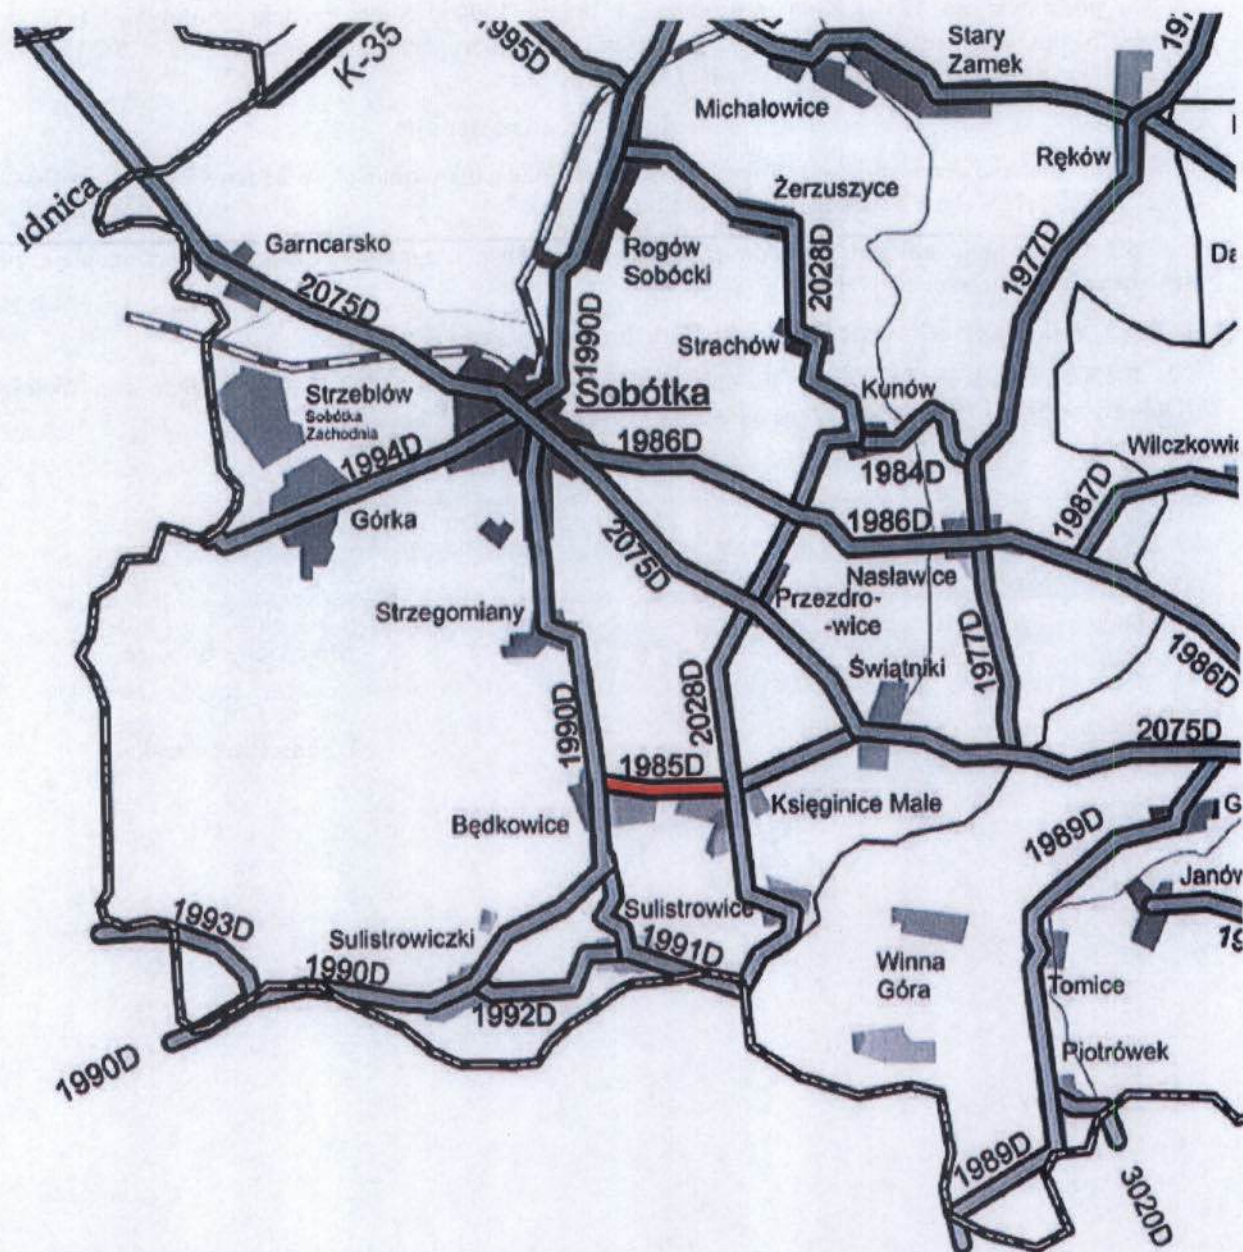 K-35
1995D
Stary
Zamek
Michałowice
Ręków
idnica
Żerzuszyce
Garncarsko
Rogów
Sobócki
2028D
1977D
2075D
1990D
Strachów
Strzeblów
Sobótka
Zachodnia
Sobótka
Kunów
1994D
1986D
1984D
Wilczkowi
1987D
Górka
1986D
2075D
Nasławice
Strzegomiany
Przezdro-
-wice
1977D
1986D
Świątniki
1990D
2028D
2075D
1985D
Księginice Małe
Będkowice
1989D
G
Janów
1993D
Sulistrowice
Sulistrowiczki
1991D
1990D
Winna
Góra
Tomice
1992D
Piotrówek
1990D
1989D
3020D